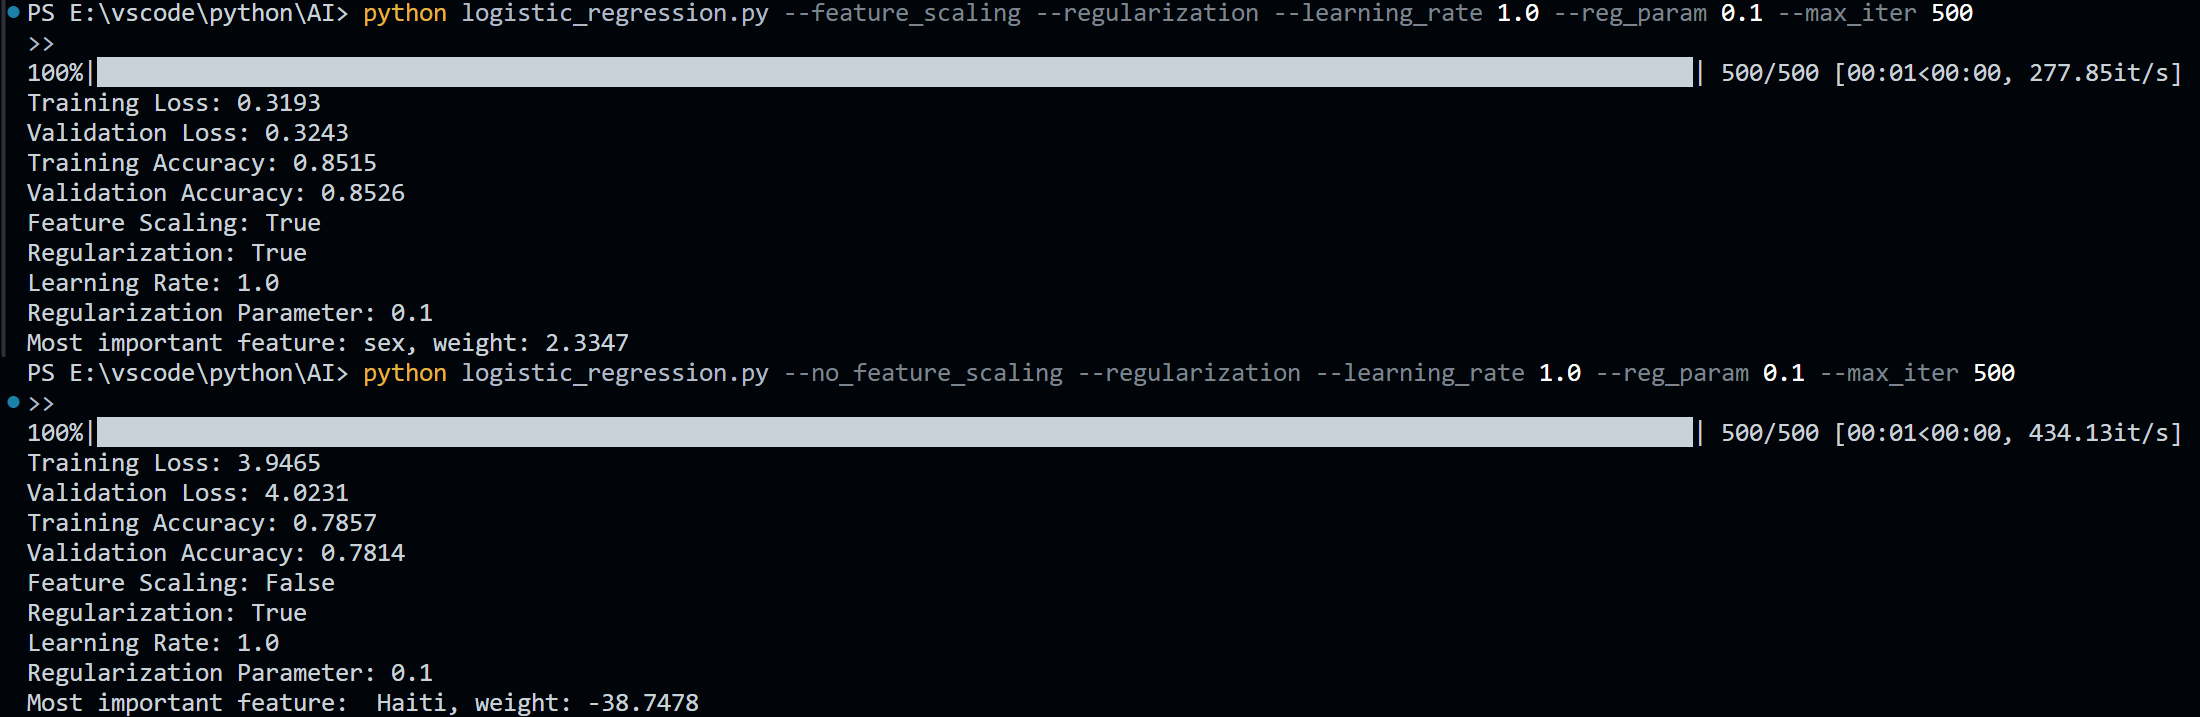 PS E:\vscode\python\AI> python logistic_regression.py --feature_scaling --regularization --learning_rate 1.0 --reg_param 0.1 --max_iter 500
>>
100%| | 500/500 [00:01<00:00, 277.85it/s]
Training Loss: 0.3193
Validation Loss: 0.3243
Training Accuracy: 0.8515
Validation Accuracy: 0.8526
Feature Scaling: True
Regularization: True
Learning Rate: 1.0
Regularization Parameter: 0.1
Most important feature: sex, weight: 2.3347
PS E:\vscode\python\AI> python logistic_regression.py --no_feature_scaling --regularization --learning_rate 1.0 --reg_param 0.1 --max_iter 500
>>
100%| | 500/500 [00:01<00:00, 434.13it/s]
Training Loss: 3.9465
Validation Loss: 4.0231
Training Accuracy: 0.7857
Validation Accuracy: 0.7814
Feature Scaling: False
Regularization: True
Learning Rate: 1.0
Regularization Parameter: 0.1
Most important feature:  Haiti, weight: -38.7478